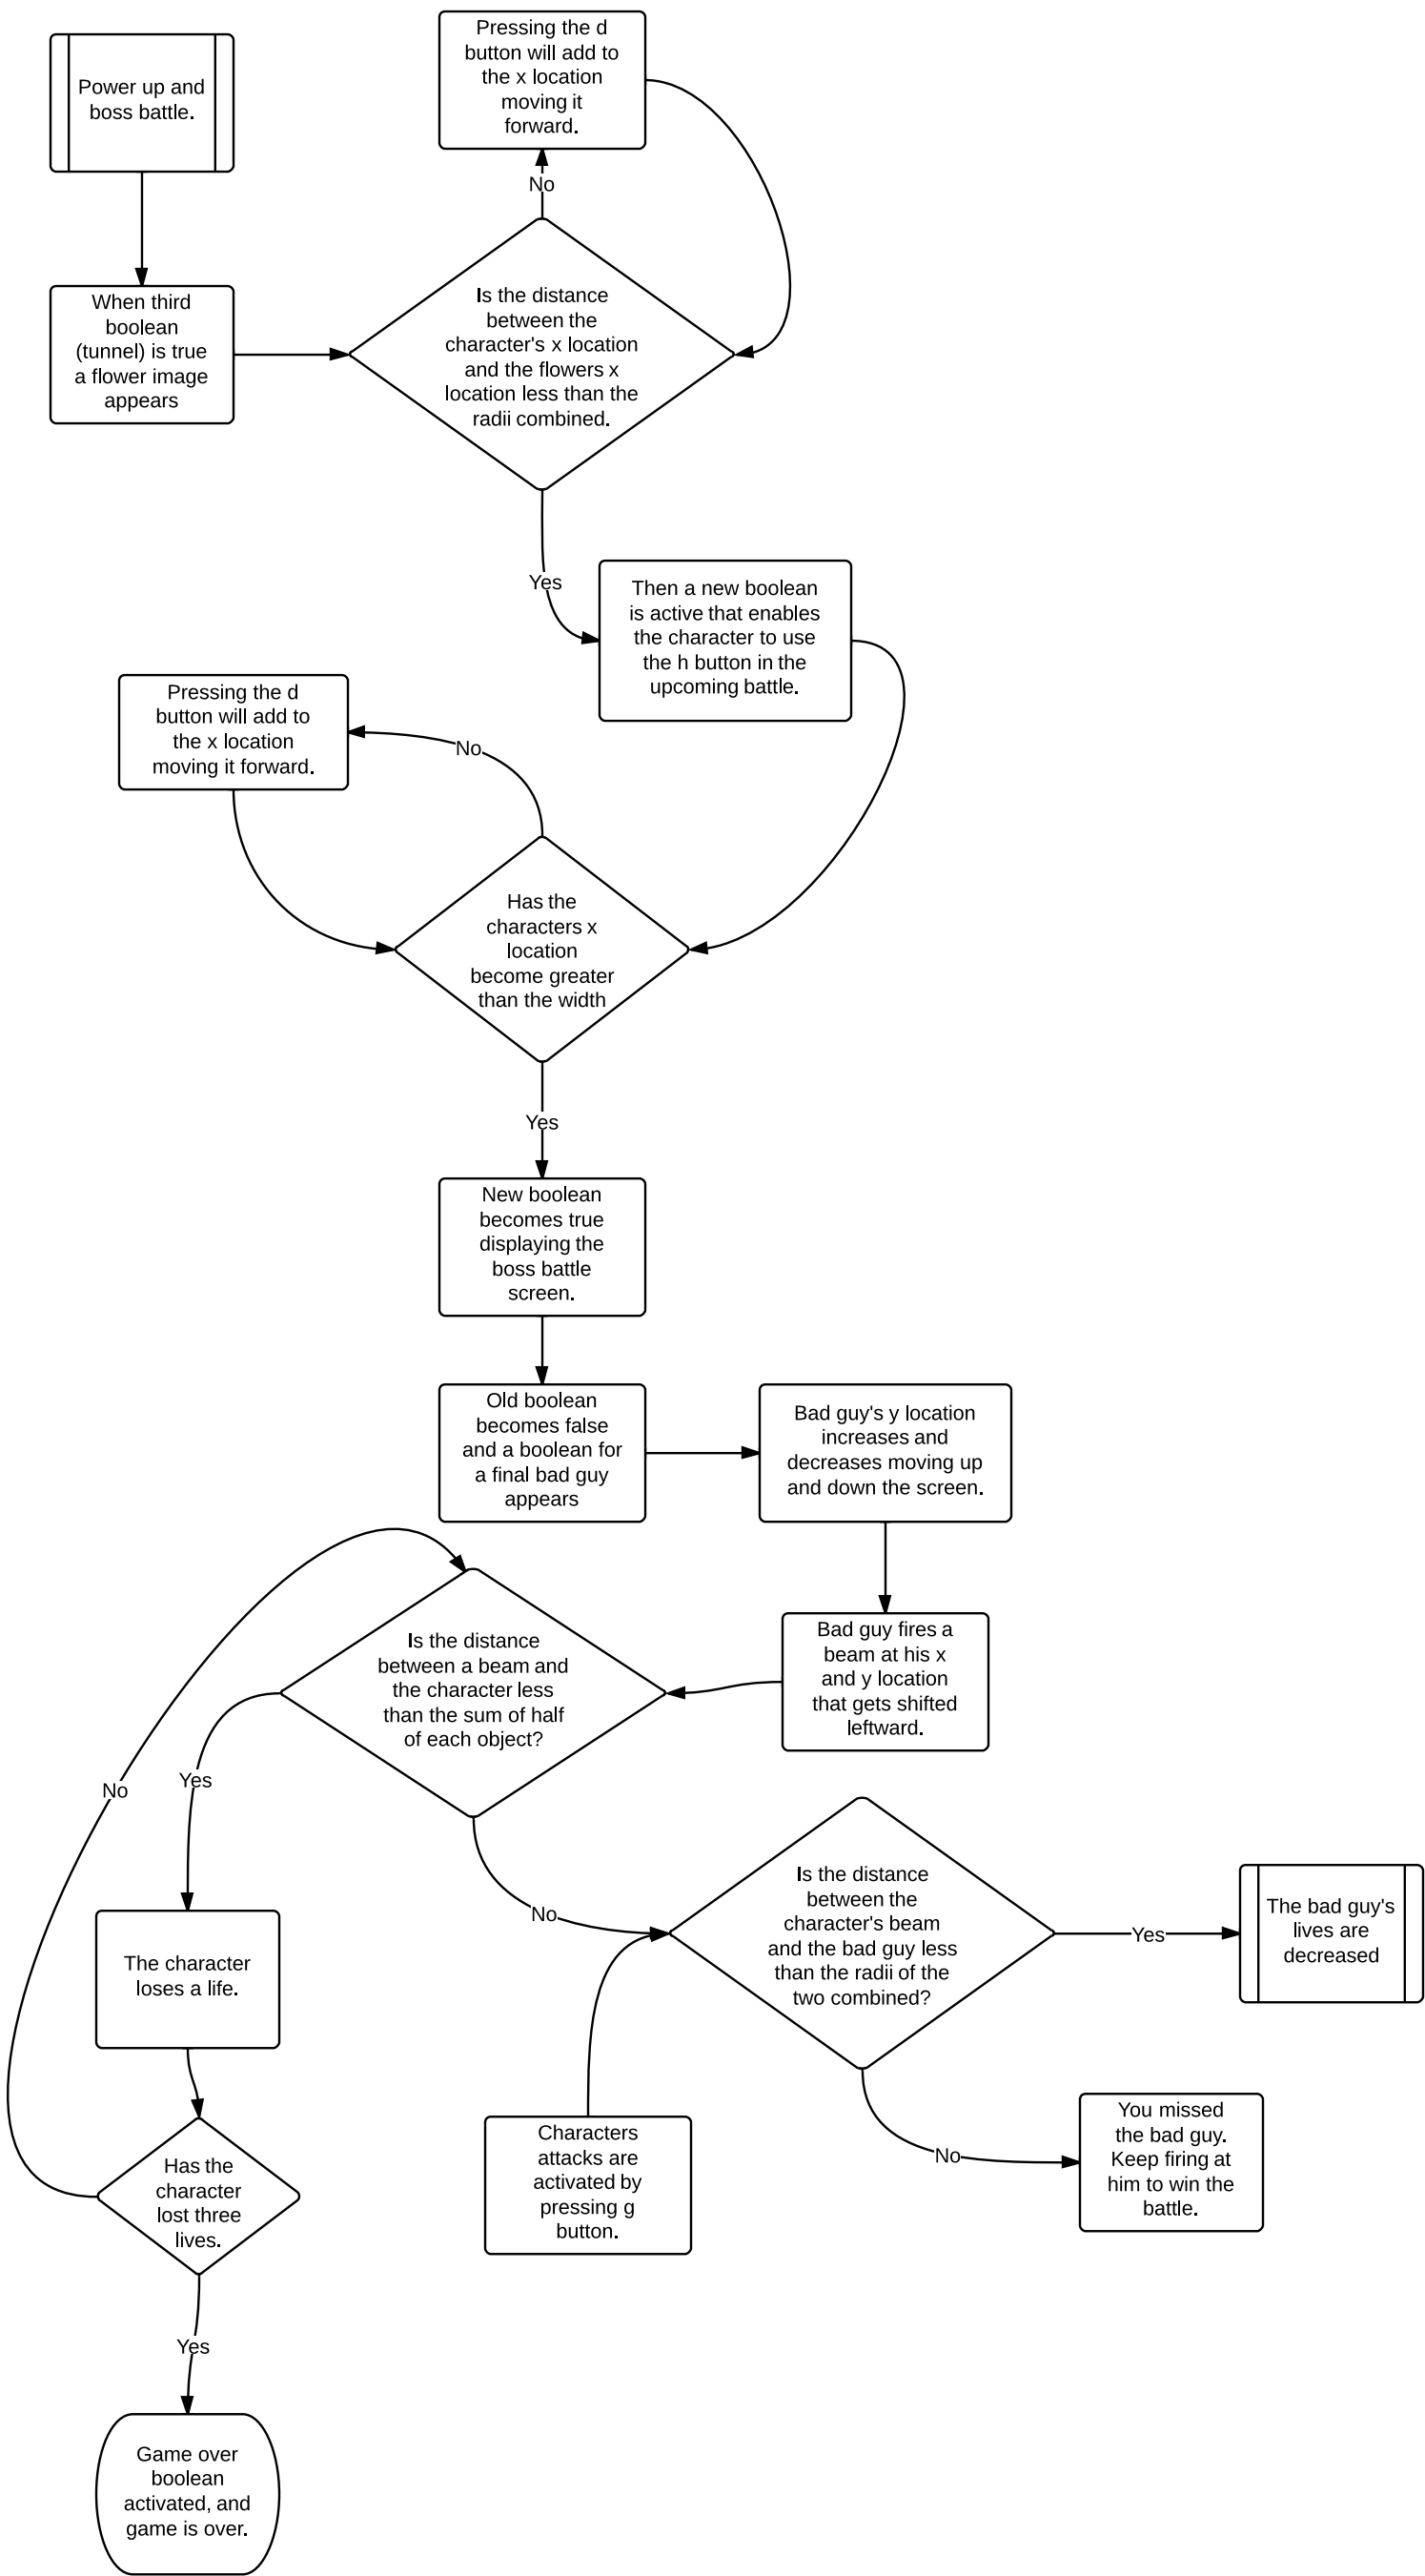 Power up and
boss battle.
Pressing the d
button will add to
the x location
moving it
forward.
No
When third
boolean
(tunnel) is true
a flower image
appears
Is the distance
between the
character's x location
and the flowers x
location less than the
radii combined.
Yes
Then a new boolean
is active that enables
the character to use
the h button in the
upcoming battle.
Pressing the d
button will add to
the x location
moving it forward.
No
Has the
characters x
location
become greater
than the width
Yes
New boolean
becomes true
displaying the
boss battle
screen.
Old boolean
becomes false
and a boolean for
a final bad guy
appears
Bad guy's y location
increases and
decreases moving up
and down the screen.
Bad guy fires a
beam at his x
and y location
that gets shifted
leftward.
Is the distance
between a beam and
the character less
than the sum of half
of each object?
Yes
No
No
Is the distance
between the
character's beam
and the bad guy less
than the radii of the
two combined?
Yes
The bad guy's
lives are
decreased
The character
loses a life.
Characters
attacks are
activated by
pressing g
button.
No
You missed
the bad guy.
Keep firing at
him to win the
battle.
Has the
character
lost three
lives.
Yes
Game over
boolean
activated, and
game is over.